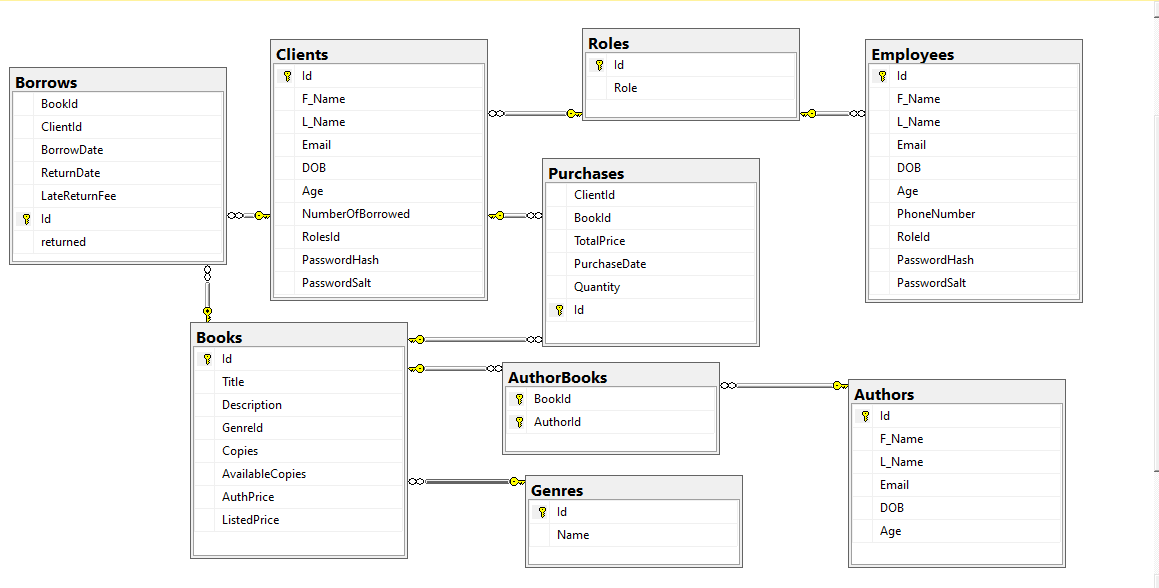 Borrows
BookId
ClientId
BorrowDate
ReturnDate
LateReturnFee
Id
returned
Clients
Id
F_Name
L_Name
Email
DOB
Age
NumberOfBorrowed
RolesId
PasswordHash
PasswordSalt
Roles
Id
Role
Employees
Id
F_Name
L_Name
Email
DOB
Age
PhoneNumber
RoleId
PasswordHash
PasswordSalt
Purchases
ClientId
BookId
TotalPrice
PurchaseDate
Quantity
Id
Books
Id
Title
Description
GenreId
Copies
AvailableCopies
AuthPrice
ListedPrice
AuthorBooks
BookId
AuthorId
Authors
Id
F_Name
L_Name
Email
DOB
Age
Genres
Id
Name